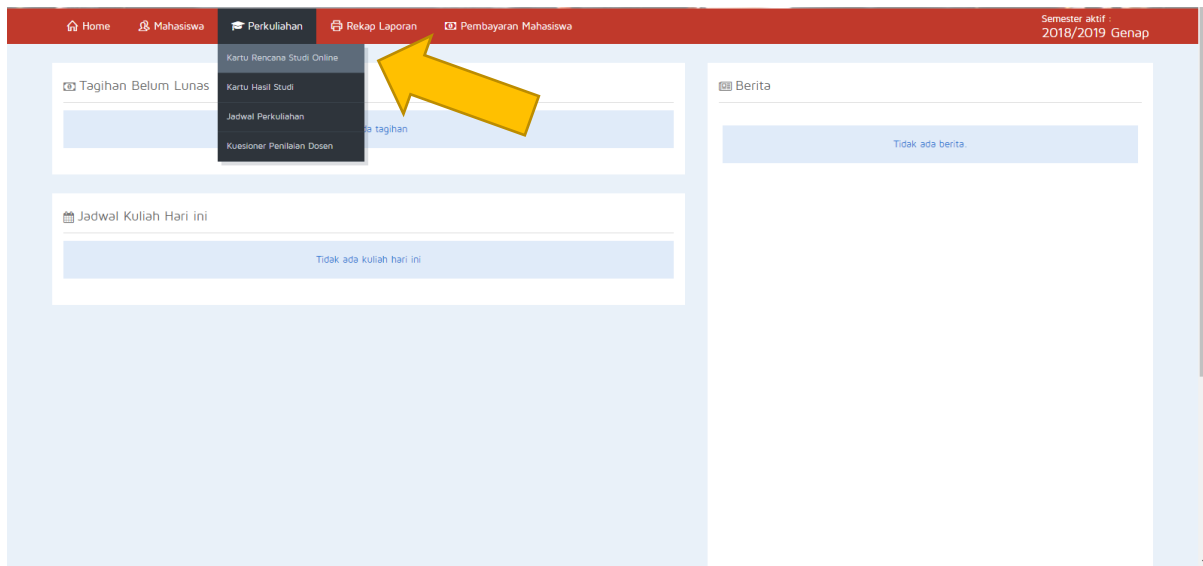 Home Mahasiswa Perkuliahan Rekap Laporan Pembayaran Mahasiswa
Semester aktif :
2018/2019 Genap
Kartu Rencana Studi Online
Kartu Hasil Studi
Jadwal Perkuliahan
Kuesioner Penilaian Dosen
Tagihan Belum Lunas
tagihan
Jadwal Kuliah Hari ini
Tidak ada kuliah hari ini
Berita
Tidak ada berita.